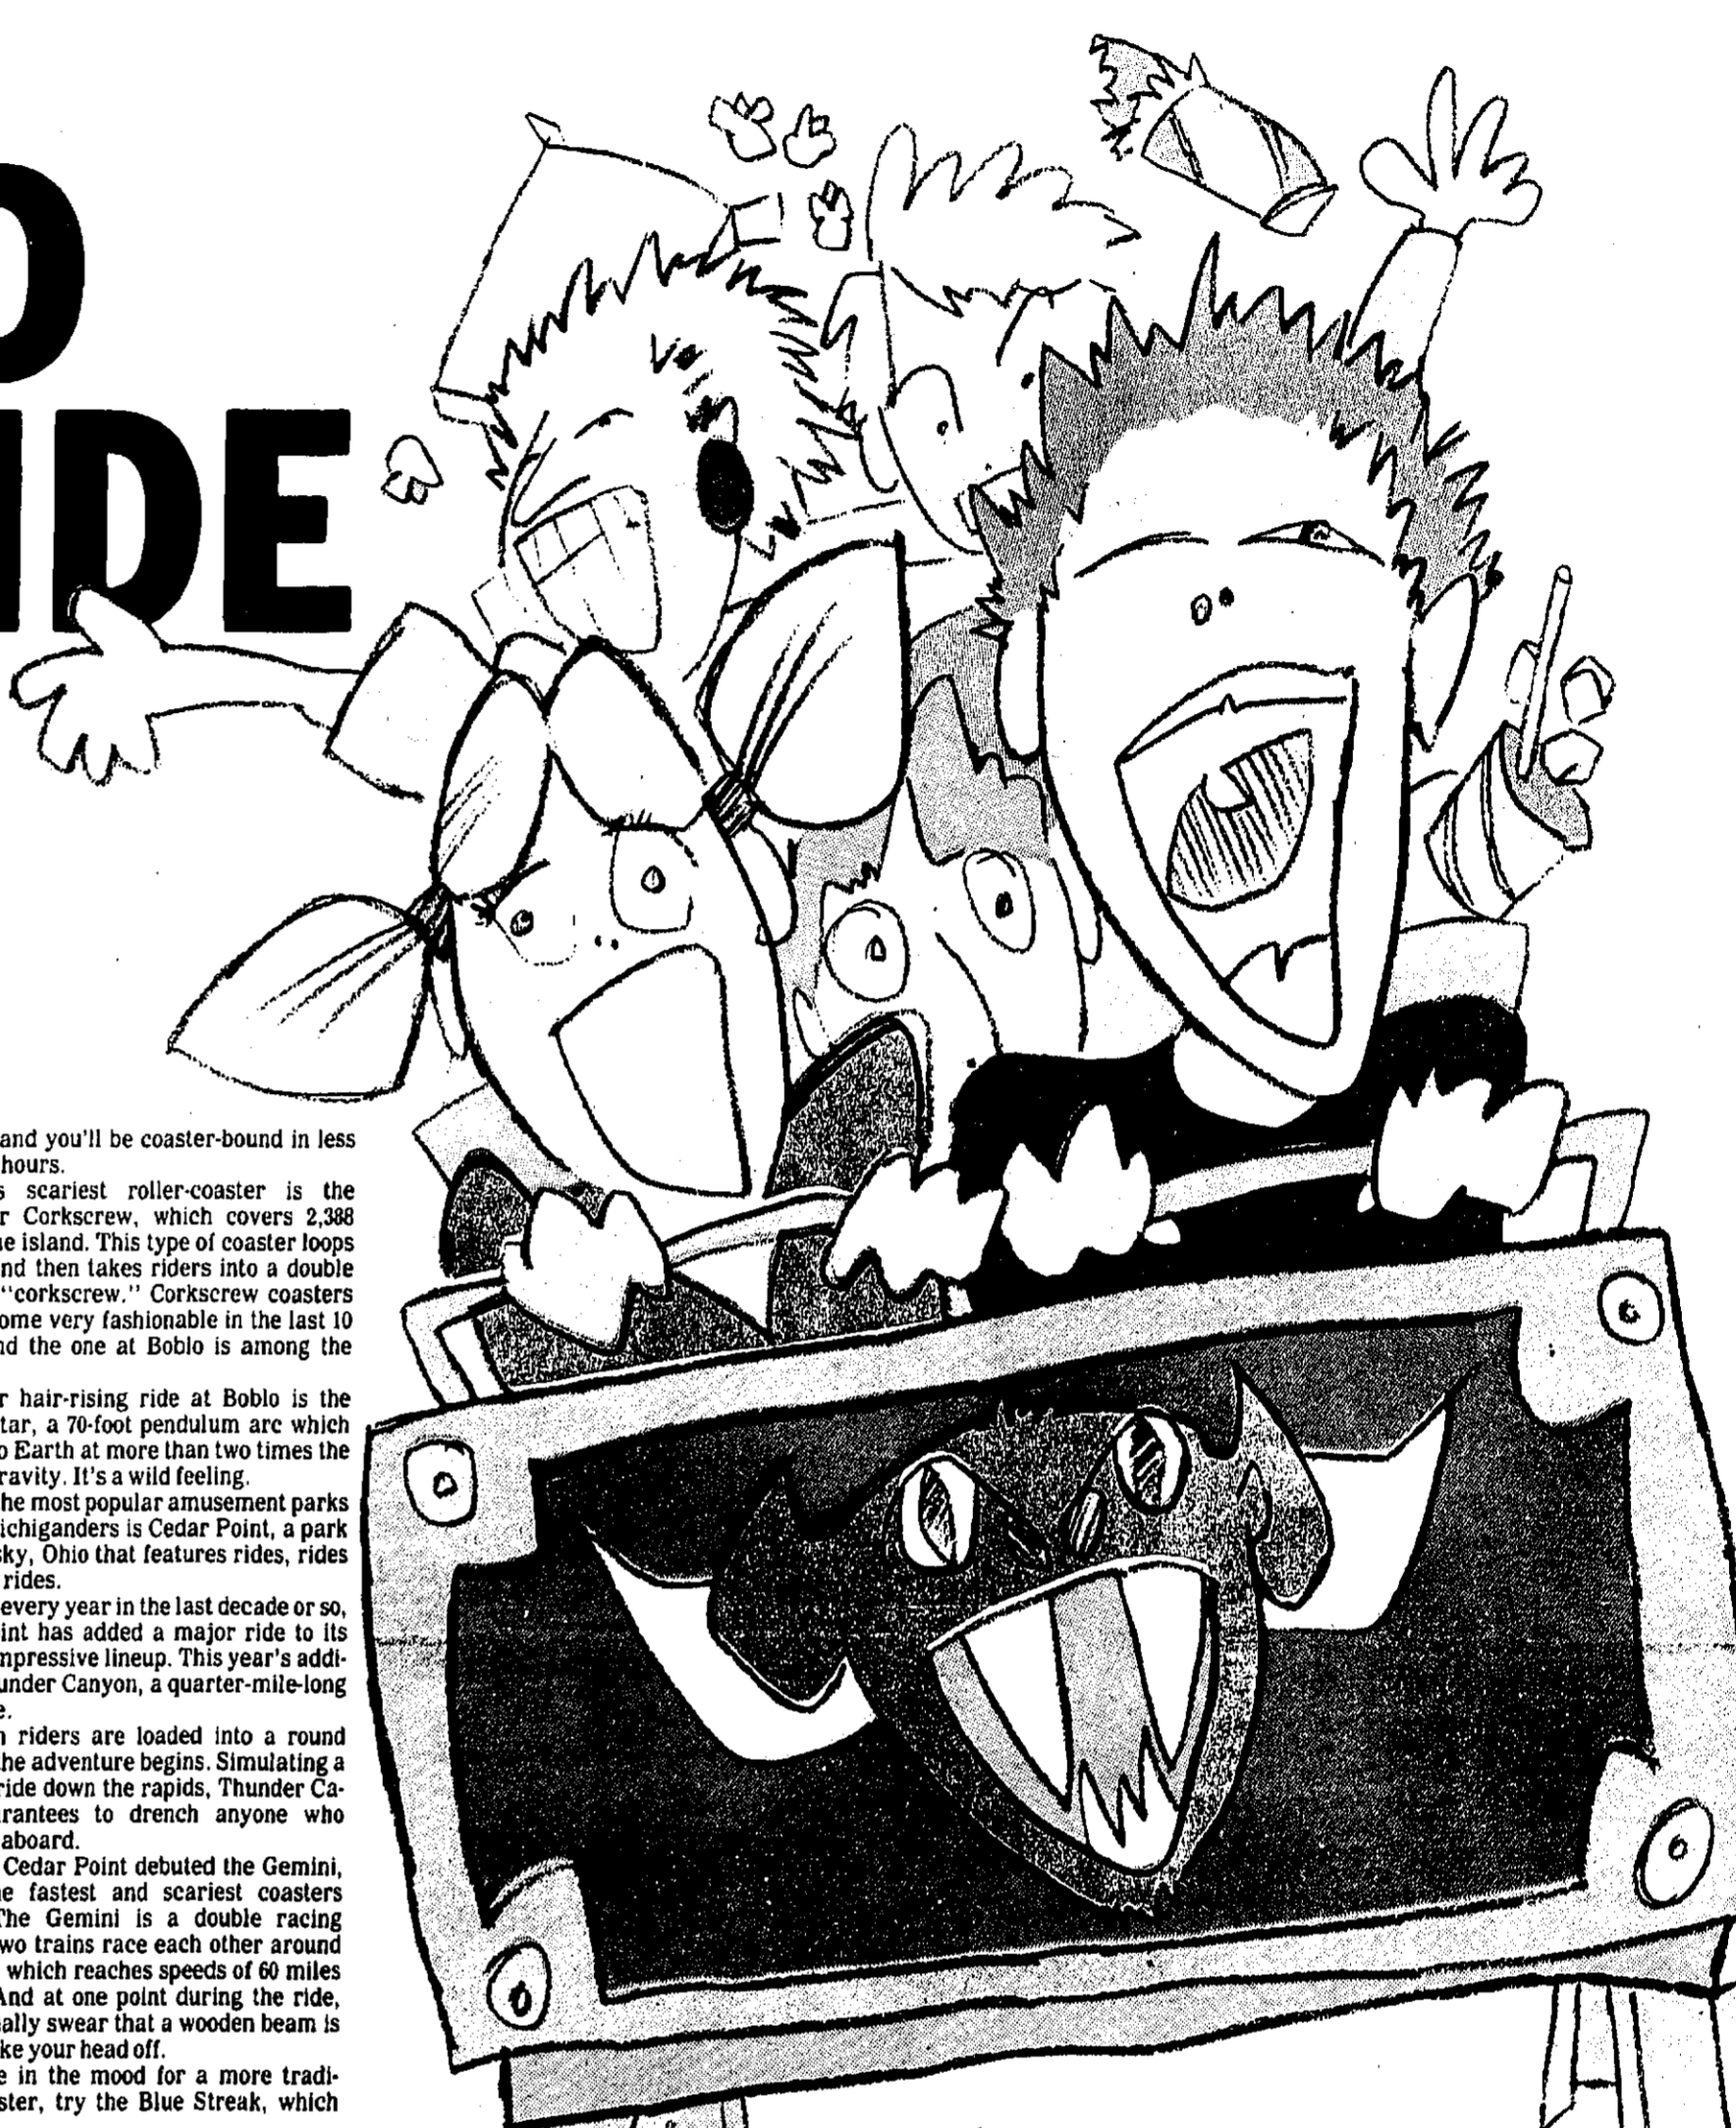 O
IDE
and you'll be coaster-bound in less
hours.
s scariest roller-coaster is the
r Corkscrew, which covers 2,388
e island. This type of coaster loops
nd then takes riders into a double
"corkscrew." Corkscrew coasters
ome very fashionable in the last 10
nd the one at Boblo is among the
r hair-rising ride at Boblo is the
tar, a 70-foot pendulum arc which
o Earth at more than two times the
ravity. It's a wild feeling.
he most popular amusement parks
ichiganders is Cedar Point, a park
sky, Ohio that features rides, rides
rides.
every year in the last decade or so,
int has added a major ride to its
mpressive lineup. This year's addi-
under Canyon, a quarter-mile-long
e.
n riders are loaded into a round
he adventure begins. Simulating a
ride down the rapids, Thunder Ca-
rantees to drench anyone who
aboard.
Cedar Point debuted the Gemini,
e fastest and scariest coasters
The Gemini is a double racing
wo trains race each other around
which reaches speeds of 60 miles
And at one point during the ride,
ally swear that a wooden beam is
ke your head off.
e in the mood for a more tradi-
ster, try the Blue Streak, which